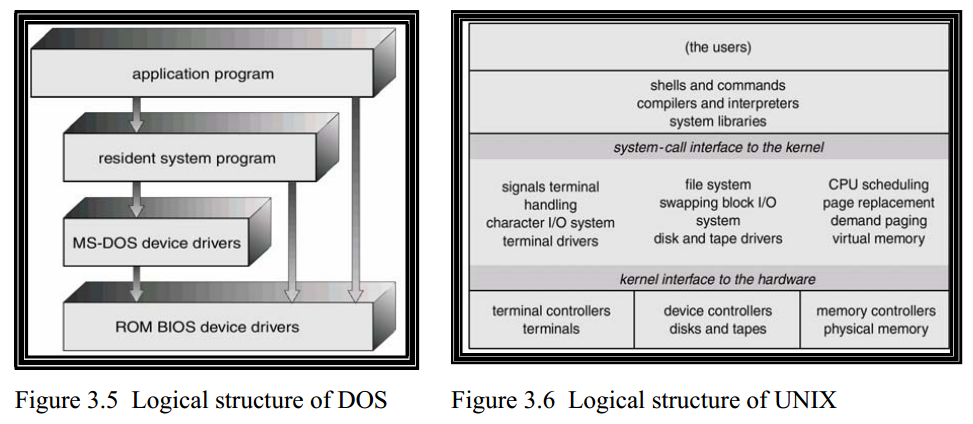 application program
resident system program
MS-DOS device drivers
ROM BIOS device drivers
Figure 3.5 Logical structure of DOS
(the users)
shells and commands
compilers and interpreters
system libraries
system-call interface to the kernel
signals terminal
handling
character I/O system
terminal drivers
file system
swapping block I/O
system
disk and tape drivers
CPU scheduling
page replacement
demand paging
virtual memory
kernel interface to the hardware
terminal controllers
terminals
device controllers
disks and tapes
memory controllers
physical memory
Figure 3.6 Logical structure of UNIX